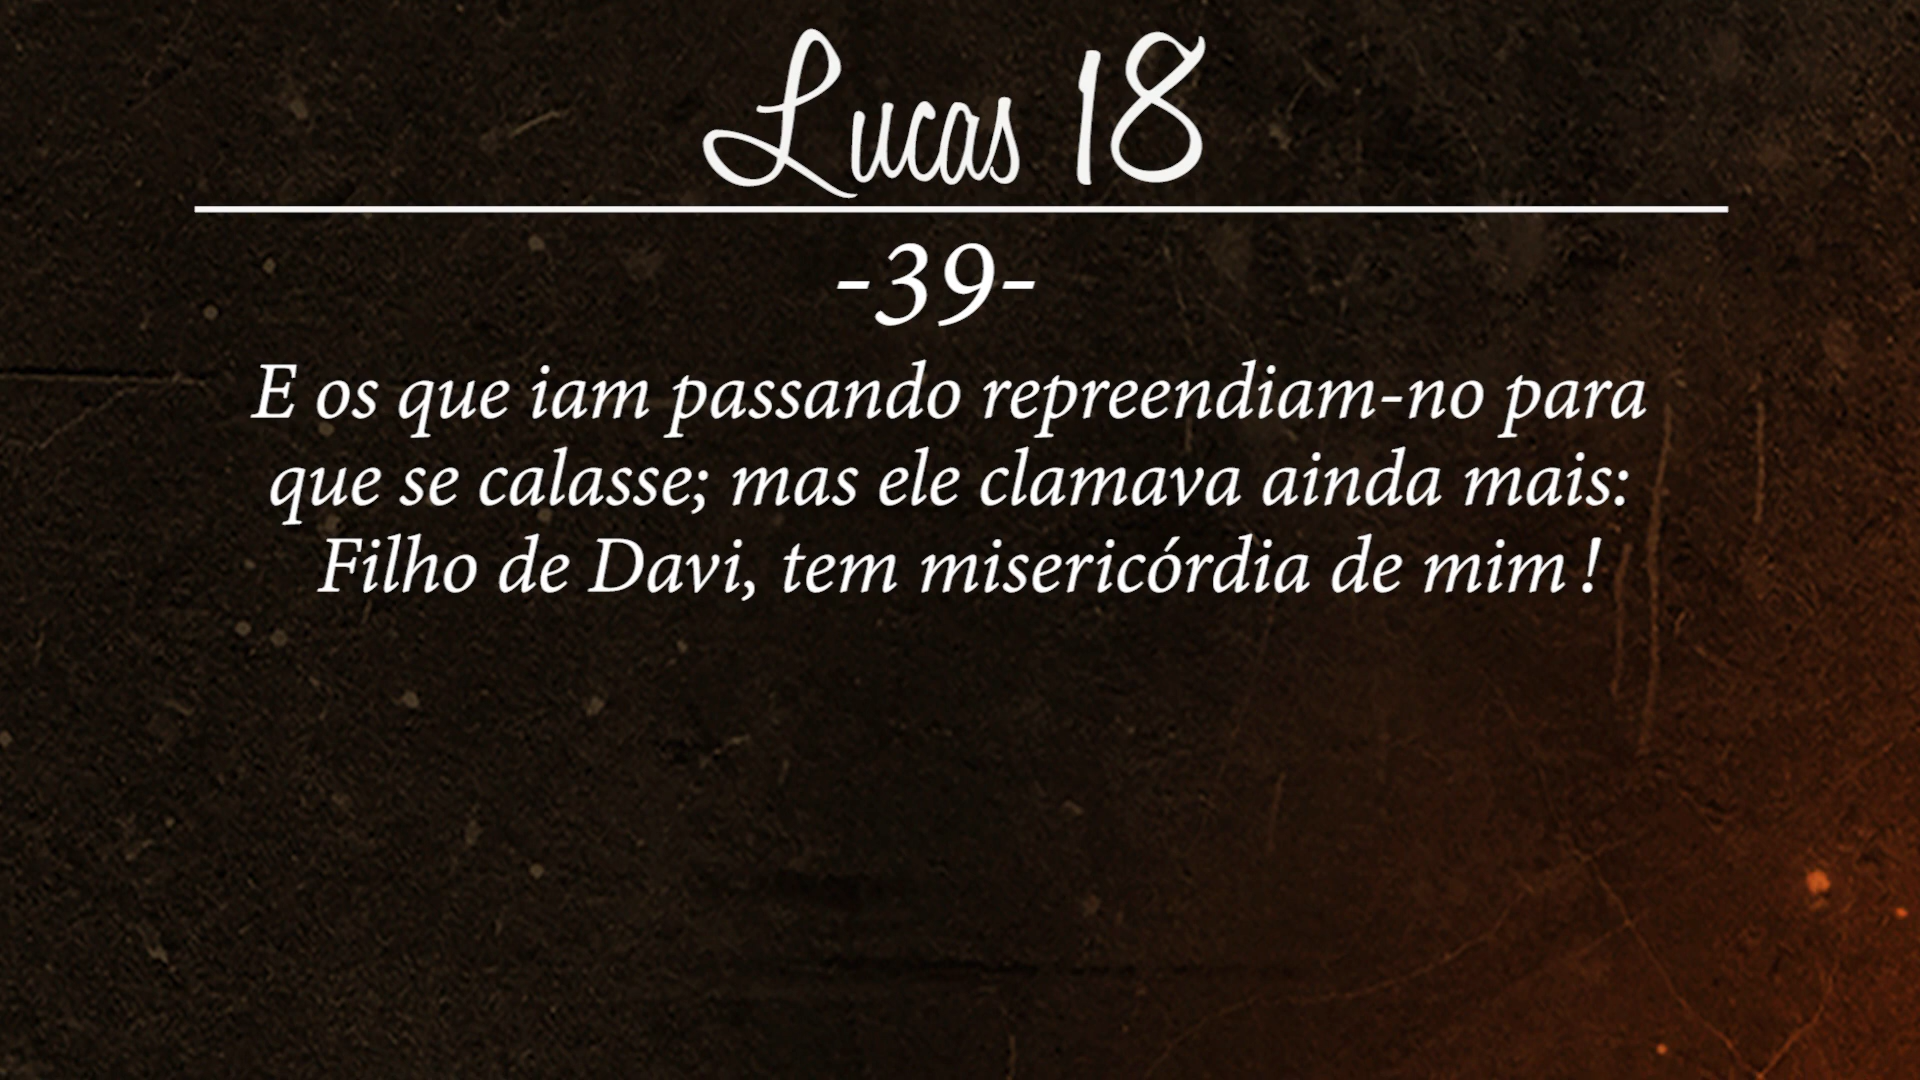 Lucas 18
-39-
E os que iam passando repreendiam-no para
que se calasse; mas ele clamava ainda mais:
Filho de Davi, tem misericórdia de mim!